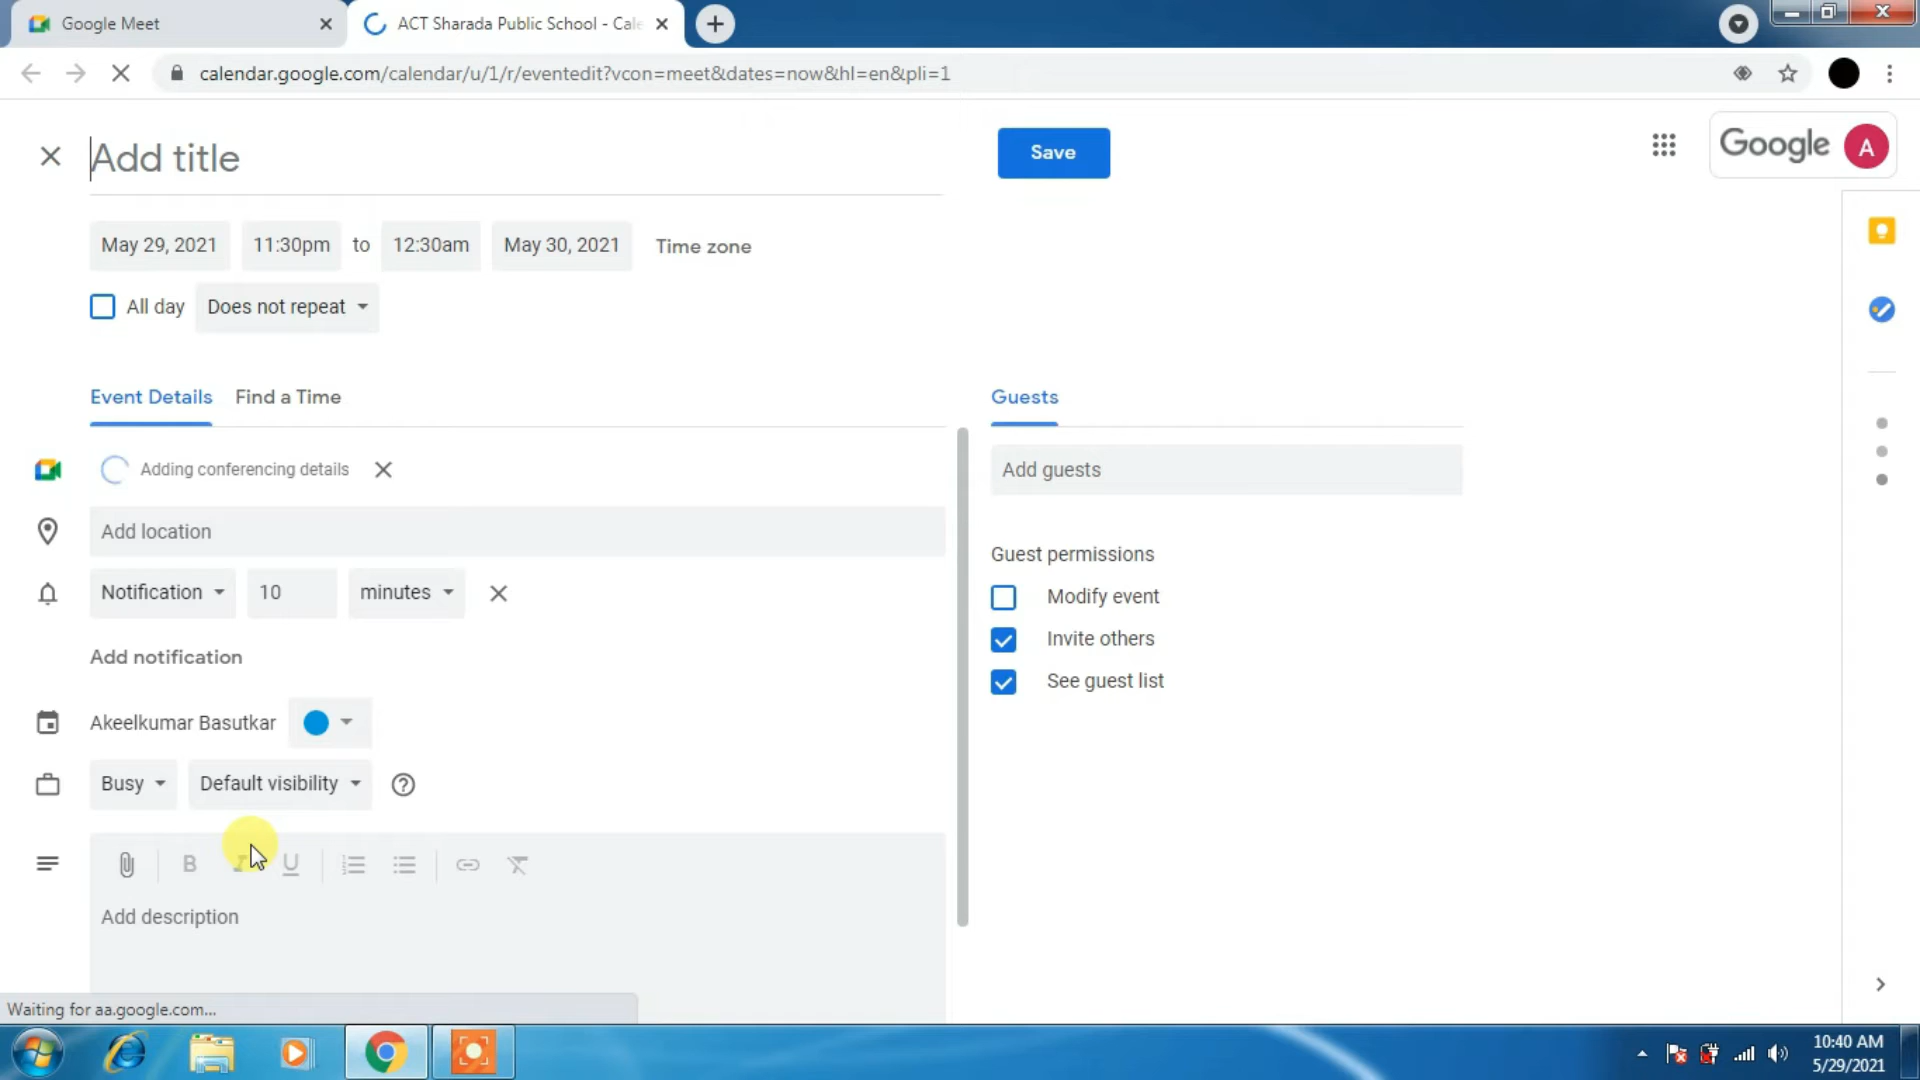 Google Meet
ACT Sharada Public School - Cale
calendar.google.com/calendar/u/1/r/eventedit?vcon=meet&dates=now&hl=en&pli=1
Add title
Save
Google
A
May 29, 2021
11:30pm
to
12:30am
May 30, 2021
Time zone
All day
Does not repeat
Event Details
Find a Time
Guests
Adding conferencing details
Add guests
Add location
Guest permissions
Notification
10
minutes
Modify event
Invite others
Add notification
See guest list
Akeelkumar Basutkar
Busy
Default visibility
B
I
U
Add description
Waiting for aa.google.com...
10:40 AM
5/29/2021